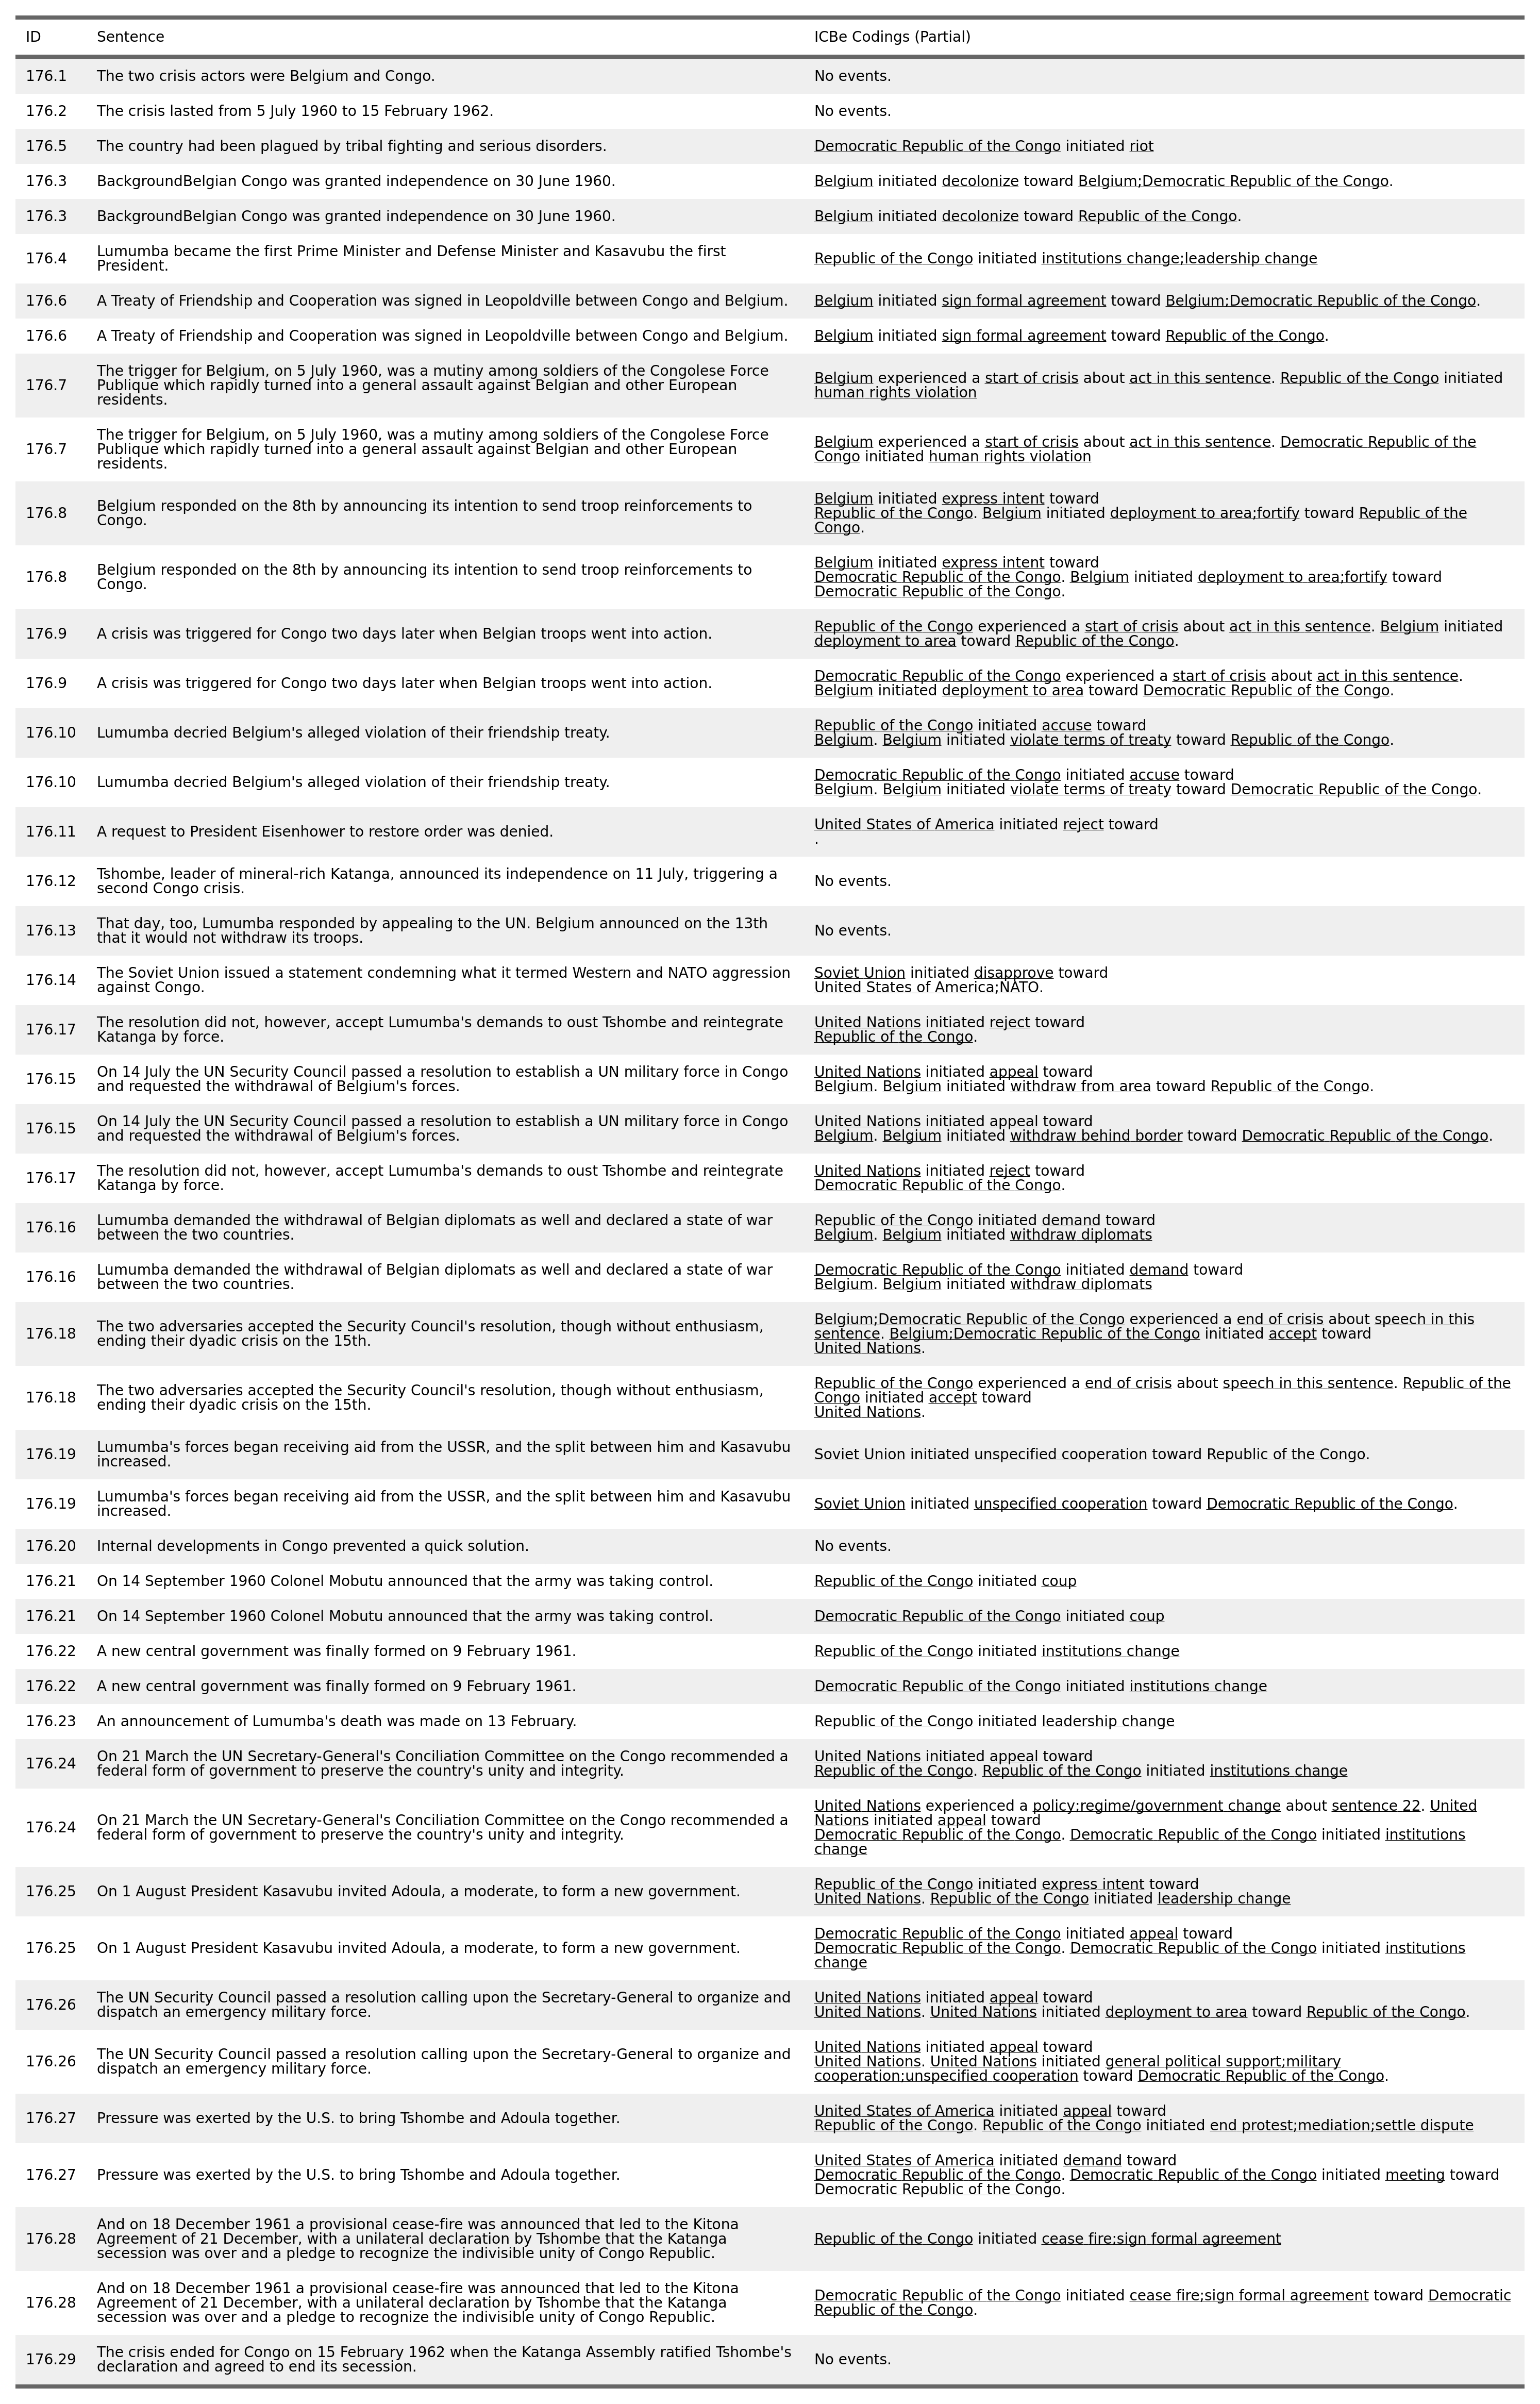 ID Sentence ICBe Codings (Partial)
176.1 The two crisis actors were Belgium and Congo. No events.
176.2 The crisis lasted from 5 July 1960 to 15 February 1962. No events.
176.5 The country had been plagued by tribal fighting and serious disorders. Democratic Republic of the Congo initiated riot
176.3 BackgroundBelgian Congo was granted independence on 30 June 1960. Belgium initiated decolonize toward Belgium;Democratic Republic of the Congo.
176.3 BackgroundBelgian Congo was granted independence on 30 June 1960. Belgium initiated decolonize toward Republic of the Congo.
176.4 Lumumba became the first Prime Minister and Defense Minister and Kasavubu the first
President.
Republic of the Congo initiated institutions change;leadership change
176.6 A Treaty of Friendship and Cooperation was signed in Leopoldville between Congo and Belgium. Belgium initiated sign formal agreement toward Belgium;Democratic Republic of the Congo.
176.6 A Treaty of Friendship and Cooperation was signed in Leopoldville between Congo and Belgium. Belgium initiated sign formal agreement toward Republic of the Congo.
176.7 The trigger for Belgium, on 5 July 1960, was a mutiny among soldiers of the Congolese Force
Publique which rapidly turned into a general assault against Belgian and other European
residents.
Belgium experienced a start of crisis about act in this sentence. Republic of the Congo initiated
human rights violation
176.7 The trigger for Belgium, on 5 July 1960, was a mutiny among soldiers of the Congolese Force
Publique which rapidly turned into a general assault against Belgian and other European
residents.
Belgium experienced a start of crisis about act in this sentence. Democratic Republic of the
Congo initiated human rights violation
176.8 Belgium responded on the 8th by announcing its intention to send troop reinforcements to
Congo.
Belgium initiated express intent toward
Republic of the Congo. Belgium initiated deployment to area;fortify toward Republic of the
Congo.
176.8 Belgium responded on the 8th by announcing its intention to send troop reinforcements to
Congo.
Belgium initiated express intent toward
Democratic Republic of the Congo. Belgium initiated deployment to area;fortify toward
Democratic Republic of the Congo.
176.9 A crisis was triggered for Congo two days later when Belgian troops went into action.
Republic of the Congo experienced a start of crisis about act in this sentence. Belgium initiated
deployment to area toward Republic of the Congo.
176.9 A crisis was triggered for Congo two days later when Belgian troops went into action.
Democratic Republic of the Congo experienced a start of crisis about act in this sentence.
Belgium initiated deployment to area toward Democratic Republic of the Congo.
176.10 Lumumba decried Belgium's alleged violation of their friendship treaty.
Republic of the Congo initiated accuse toward
Belgium. Belgium initiated violate terms of treaty toward Republic of the Congo.
176.10 Lumumba decried Belgium's alleged violation of their friendship treaty.
Democratic Republic of the Congo initiated accuse toward
Belgium. Belgium initiated violate terms of treaty toward Democratic Republic of the Congo.
176.11 A request to President Eisenhower to restore order was denied.
United States of America initiated reject toward
.
176.12 Tshombe, leader of mineral-rich Katanga, announced its independence on 11 July, triggering a
second Congo crisis.
No events.
176.13 That day, too, Lumumba responded by appealing to the UN. Belgium announced on the 13th
that it would not withdraw its troops.
No events.
176.14 The Soviet Union issued a statement condemning what it termed Western and NATO aggression
against Congo.
Soviet Union initiated disapprove toward
United States of America;NATO.
176.17 The resolution did not, however, accept Lumumba's demands to oust Tshombe and reintegrate
Katanga by force.
United Nations initiated reject toward
Republic of the Congo.
176.15 On 14 July the UN Security Council passed a resolution to establish a UN military force in Congo
and requested the withdrawal of Belgium's forces.
United Nations initiated appeal toward
Belgium. Belgium initiated withdraw from area toward Republic of the Congo.
176.15 On 14 July the UN Security Council passed a resolution to establish a UN military force in Congo
and requested the withdrawal of Belgium's forces.
United Nations initiated appeal toward
Belgium. Belgium initiated withdraw behind border toward Democratic Republic of the Congo.
176.17 The resolution did not, however, accept Lumumba's demands to oust Tshombe and reintegrate
Katanga by force.
United Nations initiated reject toward
Democratic Republic of the Congo.
176.16 Lumumba demanded the withdrawal of Belgian diplomats as well and declared a state of war
between the two countries.
Republic of the Congo initiated demand toward
Belgium. Belgium initiated withdraw diplomats
176.16 Lumumba demanded the withdrawal of Belgian diplomats as well and declared a state of war
between the two countries.
Democratic Republic of the Congo initiated demand toward
Belgium. Belgium initiated withdraw diplomats
176.18 The two adversaries accepted the Security Council's resolution, though without enthusiasm,
ending their dyadic crisis on the 15th.
Belgium;Democratic Republic of the Congo experienced a end of crisis about speech in this
sentence. Belgium;Democratic Republic of the Congo initiated accept toward
United Nations.
176.18 The two adversaries accepted the Security Council's resolution, though without enthusiasm,
ending their dyadic crisis on the 15th.
Republic of the Congo experienced a end of crisis about speech in this sentence. Republic of the
Congo initiated accept toward
United Nations.
176.19 Lumumba's forces began receiving aid from the USSR, and the split between him and Kasavubu
increased.
Soviet Union initiated unspecified cooperation toward Republic of the Congo.
176.19 Lumumba's forces began receiving aid from the USSR, and the split between him and Kasavubu
increased.
Soviet Union initiated unspecified cooperation toward Democratic Republic of the Congo.
176.20 Internal developments in Congo prevented a quick solution. No events.
176.21 On 14 September 1960 Colonel Mobutu announced that the army was taking control. Republic of the Congo initiated coup
176.21 On 14 September 1960 Colonel Mobutu announced that the army was taking control. Democratic Republic of the Congo initiated coup
176.22 A new central government was finally formed on 9 February 1961. Republic of the Congo initiated institutions change
176.22 A new central government was finally formed on 9 February 1961. Democratic Republic of the Congo initiated institutions change
176.23 An announcement of Lumumba's death was made on 13 February. Republic of the Congo initiated leadership change
176.24 On 21 March the UN Secretary-General's Conciliation Committee on the Congo recommended a
federal form of government to preserve the country's unity and integrity.
United Nations initiated appeal toward
Republic of the Congo. Republic of the Congo initiated institutions change
176.24 On 21 March the UN Secretary-General's Conciliation Committee on the Congo recommended a
federal form of government to preserve the country's unity and integrity.
United Nations experienced a policy;regime/government change about sentence 22. United
Nations initiated appeal toward
Democratic Republic of the Congo. Democratic Republic of the Congo initiated institutions
change
176.25 On 1 August President Kasavubu invited Adoula, a moderate, to form a new government.
Republic of the Congo initiated express intent toward
United Nations. Republic of the Congo initiated leadership change
176.25 On 1 August President Kasavubu invited Adoula, a moderate, to form a new government.
Democratic Republic of the Congo initiated appeal toward
Democratic Republic of the Congo. Democratic Republic of the Congo initiated institutions
change
176.26 The UN Security Council passed a resolution calling upon the Secretary-General to organize and
dispatch an emergency military force.
United Nations initiated appeal toward
United Nations. United Nations initiated deployment to area toward Republic of the Congo.
176.26 The UN Security Council passed a resolution calling upon the Secretary-General to organize and
dispatch an emergency military force.
United Nations initiated appeal toward
United Nations. United Nations initiated general political support;military
cooperation;unspecified cooperation toward Democratic Republic of the Congo.
176.27 Pressure was exerted by the U.S. to bring Tshombe and Adoula together.
United States of America initiated appeal toward
Republic of the Congo. Republic of the Congo initiated end protest;mediation;settle dispute
176.27 Pressure was exerted by the U.S. to bring Tshombe and Adoula together.
United States of America initiated demand toward
Democratic Republic of the Congo. Democratic Republic of the Congo initiated meeting toward
Democratic Republic of the Congo.
176.28 And on 18 December 1961 a provisional cease-fire was announced that led to the Kitona
Agreement of 21 December, with a unilateral declaration by Tshombe that the Katanga
secession was over and a pledge to recognize the indivisible unity of Congo Republic.
Republic of the Congo initiated cease fire;sign formal agreement
176.28 And on 18 December 1961 a provisional cease-fire was announced that led to the Kitona
Agreement of 21 December, with a unilateral declaration by Tshombe that the Katanga
secession was over and a pledge to recognize the indivisible unity of Congo Republic.
Democratic Republic of the Congo initiated cease fire;sign formal agreement toward Democratic
Republic of the Congo.
176.29 The crisis ended for Congo on 15 February 1962 when the Katanga Assembly ratified Tshombe's
declaration and agreed to end its secession.
No events.